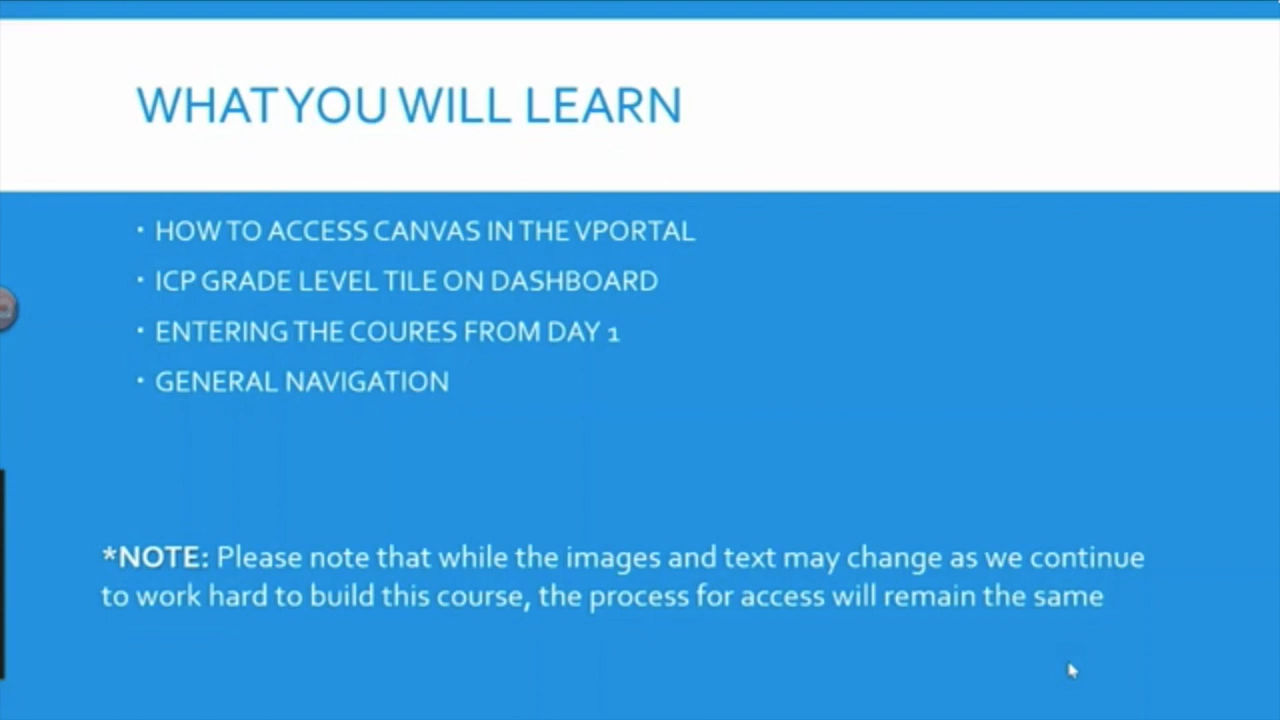 WHAT YOU WILL LEARN
• HOW TO ACCESS CANVAS IN THE VPORTAL
• ICP GRADE LEVEL TILE ON DASHBOARD
• ENTERING THE COURES FROM DAY 1
• GENERAL NAVIGATION
*NOTE: Please note that while the images and text may change as we continue
to work hard to build this course, the process for access will remain the same